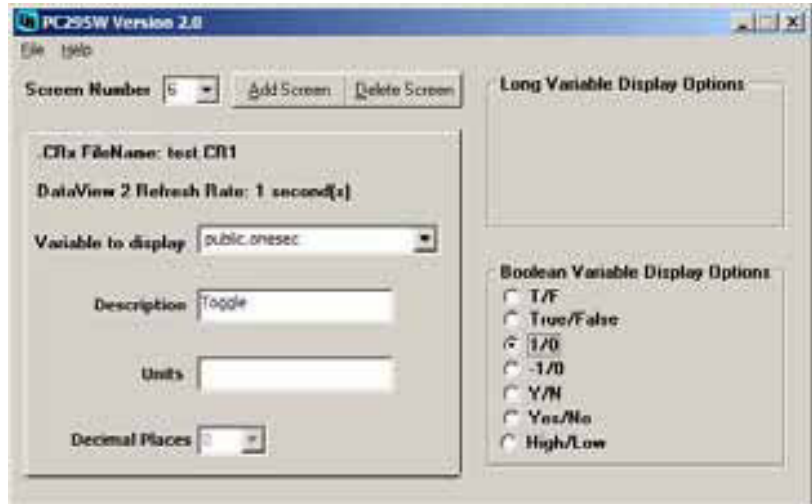 PC295W Version 2.0
File Help
Screen Number 6 Add Screen Delete Screen
.CRx FileName: test.CR1
DataView 2 Refresh Rate: 1 second(s)
Variable to display public.onesec
Description Toggle
Units
Decimal Places 0
Long Variable Display Options
Boolean Variable Display Options
T/F
True/False
1/0
-1/0
Y/N
Yes/No
High/Low